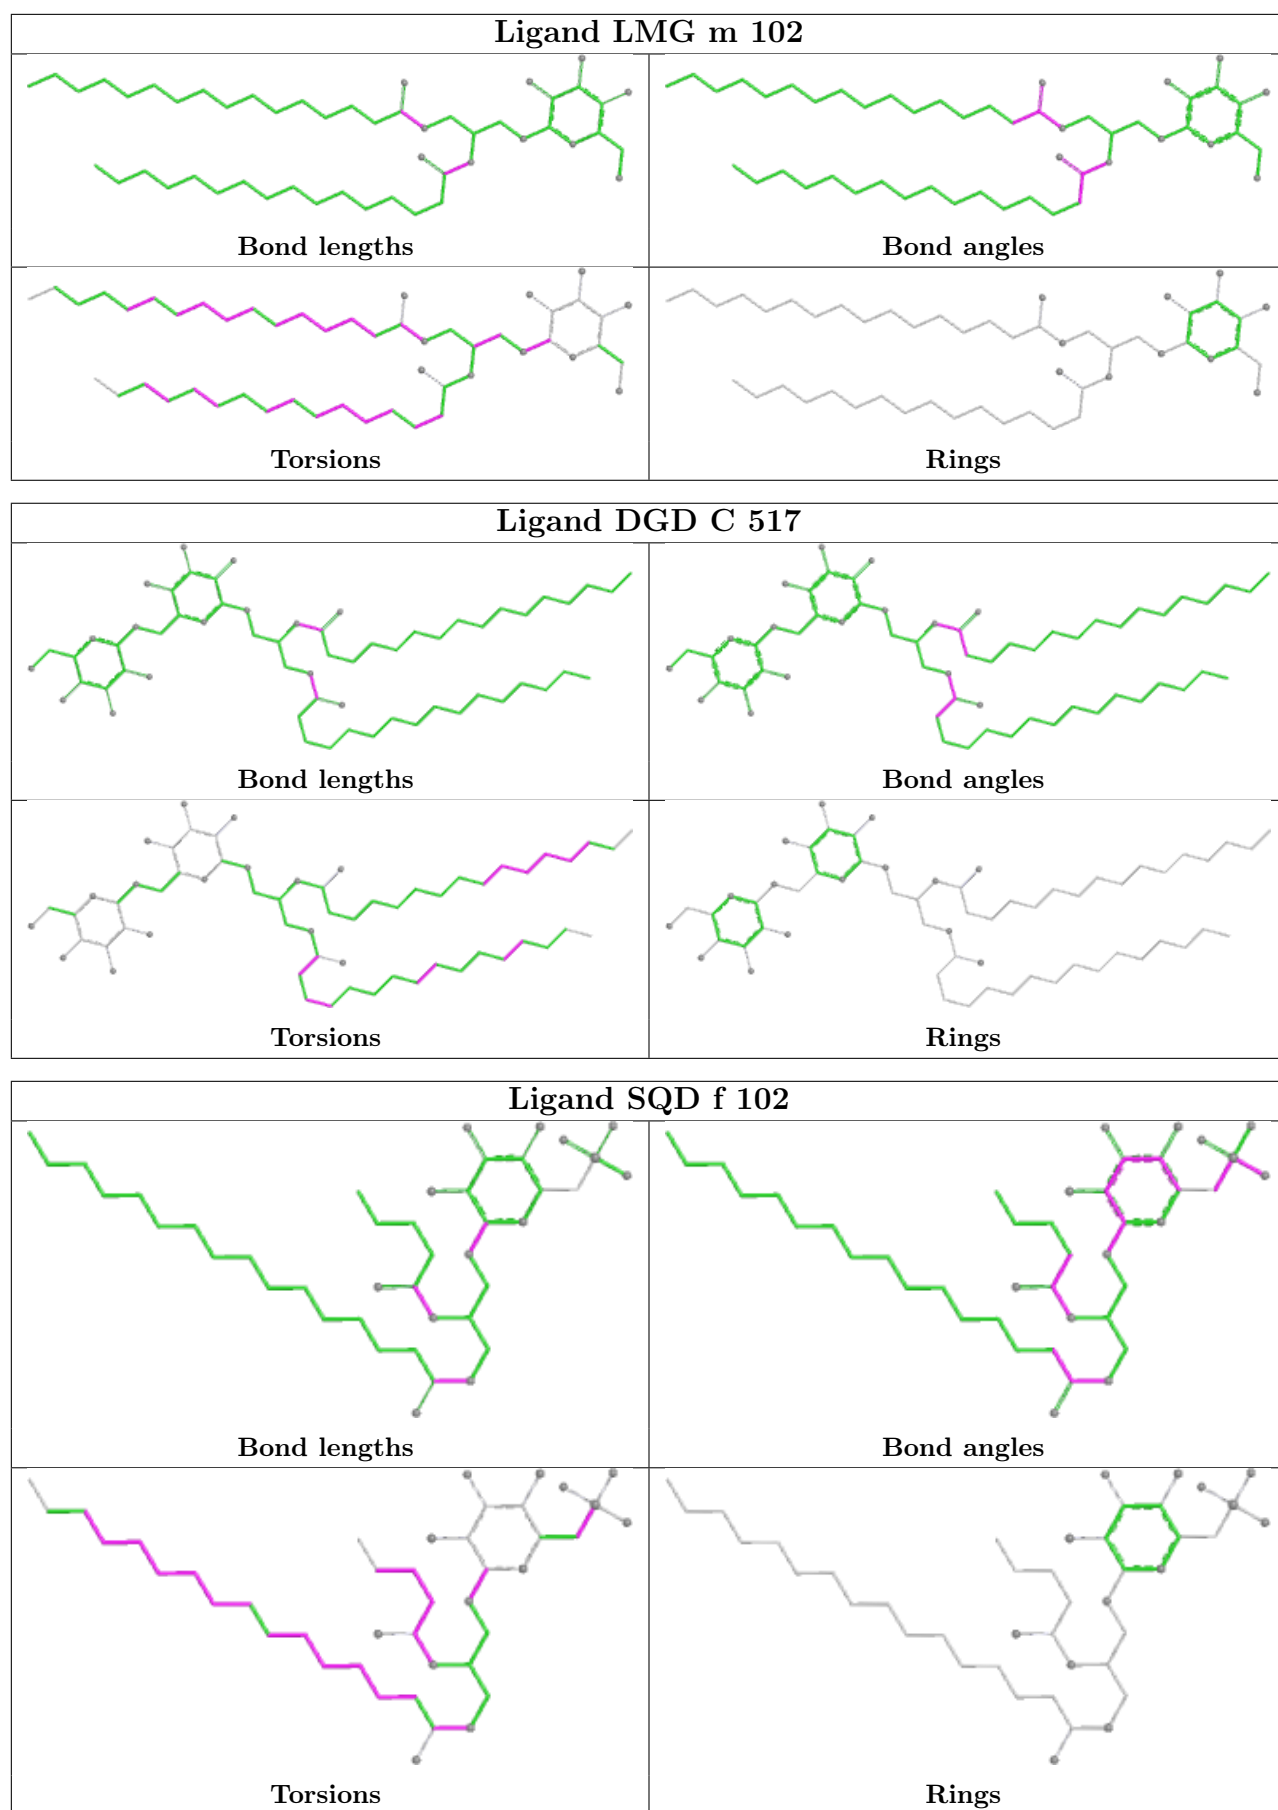 Ligand LMG m 102
Bond lengths
Bond angles
Torsions
Rings
Ligand DGD C 517
Bond lengths
Bond angles
Torsions
Rings
Ligand SQD f 102
Bond lengths
Bond angles
Torsions
Rings